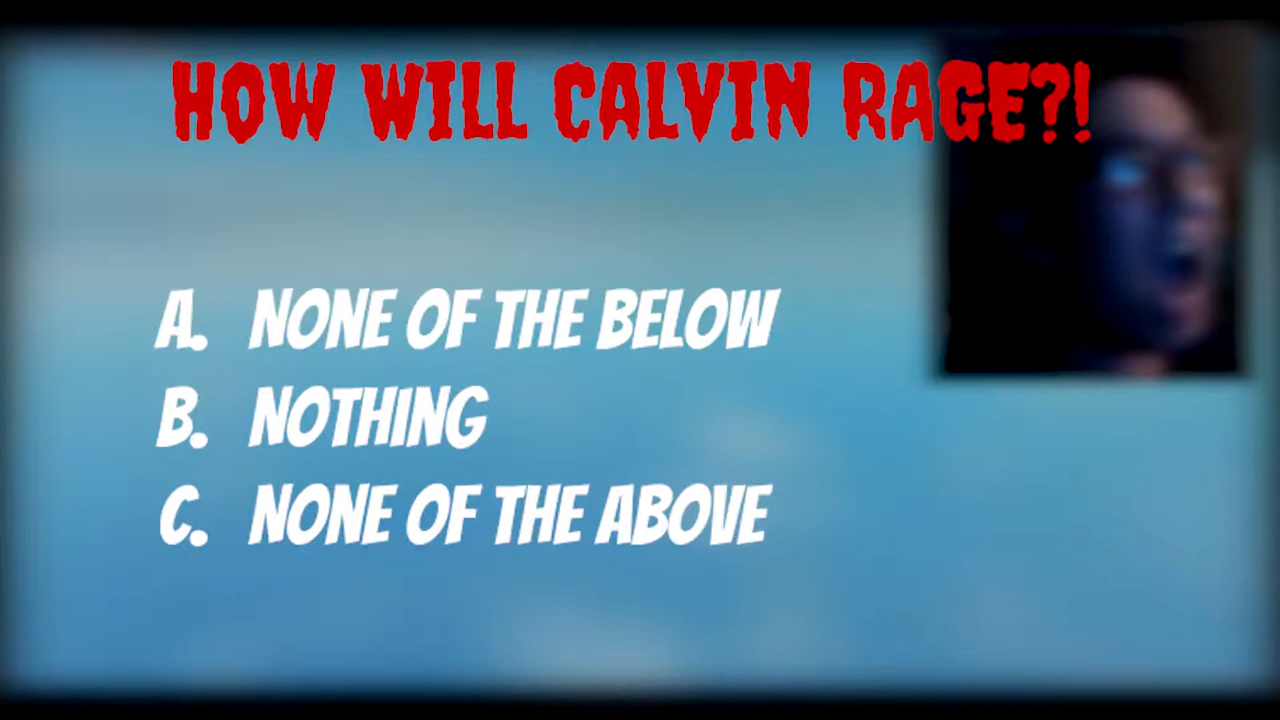 HOW WILL CALVIN RAGE?!
A. NONE OF THE BELOW
B. NOTHING
C. NONE OF THE ABOVE